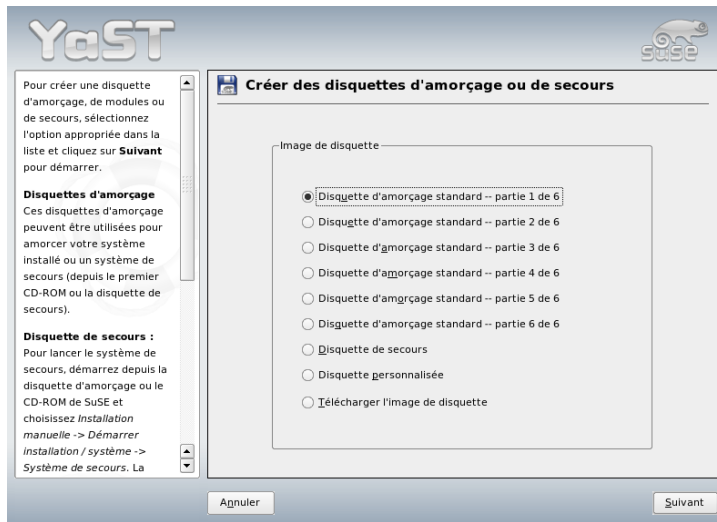 YaST
SUSE
Pour créer une disquette
d'amorçage, de modules ou
de secours, sélectionnez
l'option appropriée dans la
liste et cliquez sur Suivant
pour démarrer.
Disquettes d'amorçage
Ces disquettes d'amorçage
peuvent être utilisées pour
amorcer votre système
installé ou un système de
secours (depuis le premier
CD-ROM ou la disquette de
secours).
Disquette de secours :
Pour lancer le système de
secours, démarrez depuis la
disquette d'amorçage ou le
CD-ROM de SuSE et
choisissez Installation
manuelle -> Démarrer
installation / système ->
Système de secours. La
Créer des disquettes d'amorçage ou de secours
Image de disquette
Disquette d'amorçage standard -- partie 1 de 6
Disquette d'amorçage standard -- partie 2 de 6
Disquette d'amorçage standard -- partie 3 de 6
Disquette d'amorçage standard -- partie 4 de 6
Disquette d'amorçage standard -- partie 5 de 6
Disquette d'amorçage standard -- partie 6 de 6
Disquette de secours
Disquette personnalisée
Télécharger l'image de disquette
Annuler
Suivant